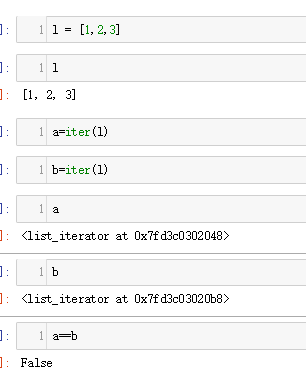 ]: 1 l = [1,2,3]
]: 1 l
]: [1, 2, 3]
]: 1 a=iter(l)
]: 1 b=iter(l)
]: 1 a
]: <list_iterator at 0x7fd3c0302048>
]: 1 b
]: <list_iterator at 0x7fd3c03020b8>
]: 1 a==b
]: False